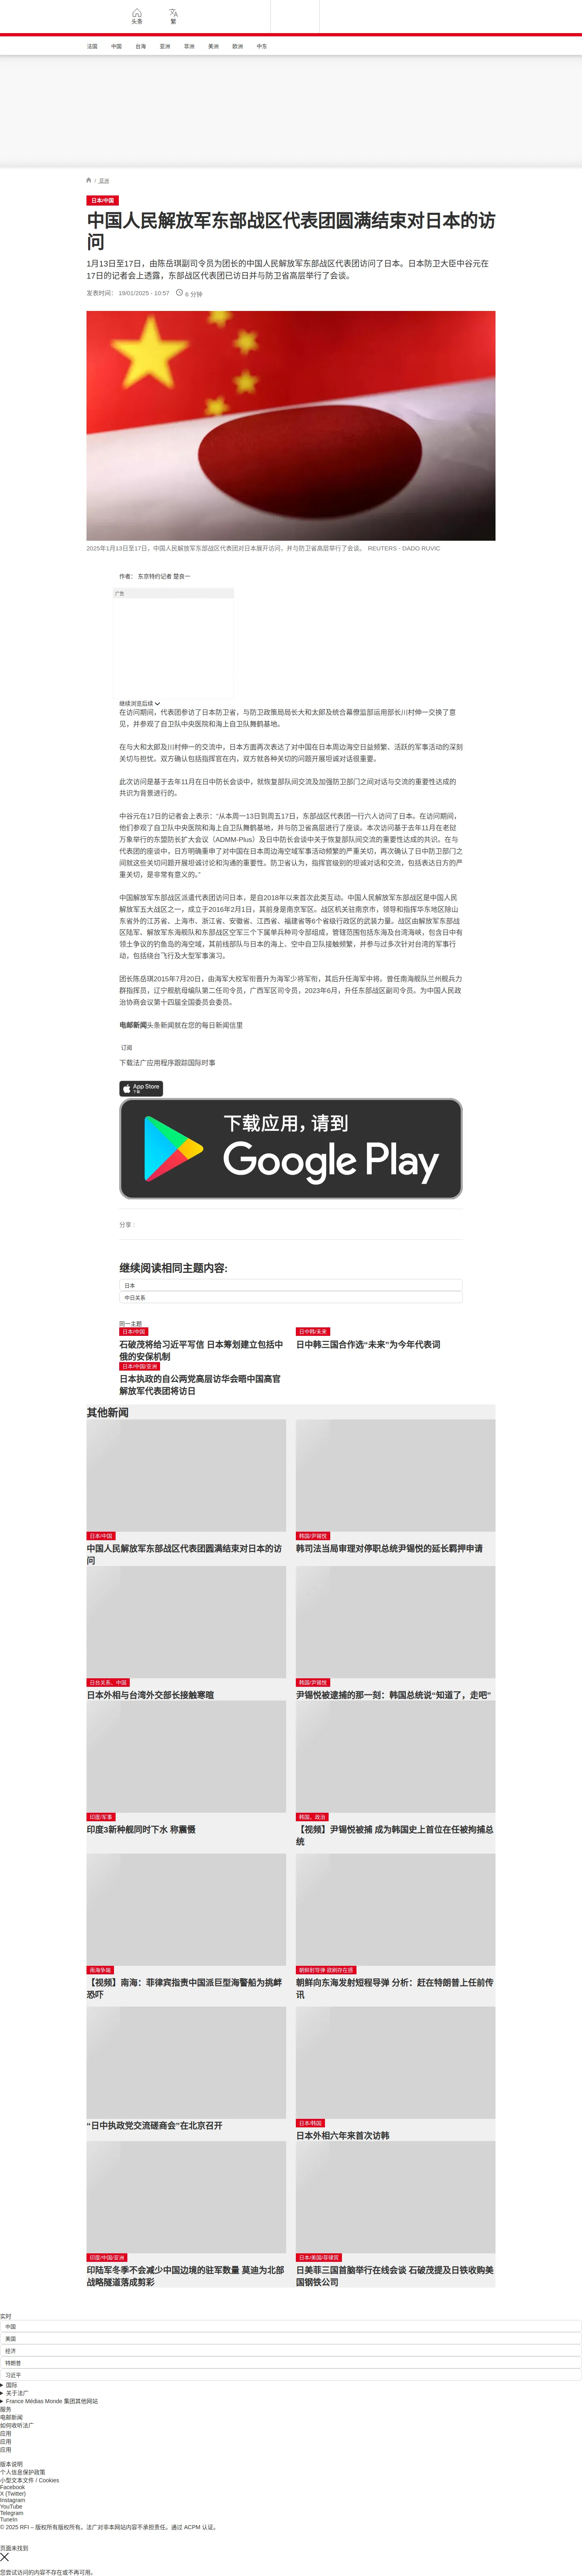 头条
繁
法国
中国
台海
亚洲
非洲
美洲
欧洲
中东
/ 亚洲
日本/中国
中国人民解放军东部战区代表团圆满结束对日本的访
问
1月13日至17日，由陈岳琪副司令员为团长的中国人民解放军东部战区代表团访问了日本。日本防卫大臣中谷元在
17日的记者会上透露，东部战区代表团已访日并与防卫省高层举行了会谈。
发表时间： 19/01/2025 - 10:57 6 分钟
2025年1月13日至17日，中国人民解放军东部战区代表团对日本展开访问，并与防卫省高层举行了会谈。 REUTERS - DADO RUVIC
作者： 东京特约记者 楚良一
广告
继续浏览后续
在访问期间，代表团参访了日本防卫省，与防卫政策局局长大和太郎及统合幕僚监部运用部长川村伸一交换了意
见，并参观了自卫队中央医院和海上自卫队舞鹤基地。
在与大和太郎及川村伸一的交流中，日本方面再次表达了对中国在日本周边海空日益频繁、活跃的军事活动的深刻
关切与担忧。双方确认包括指挥官在内，双方就各种关切的问题开展坦诚对话很重要。
此次访问是基于去年11月在日中防长会谈中，就恢复部队间交流及加强防卫部门之间对话与交流的重要性达成的
共识为背景进行的。
中谷元在17日的记者会上表示：“从本周一13日到周五17日，东部战区代表团一行六人访问了日本。在访问期间，
他们参观了自卫队中央医院和海上自卫队舞鹤基地，并与防卫省高层进行了座谈。本次访问基于去年11月在老挝
万象举行的东盟防长扩大会议（ADMM-Plus）及日中防长会谈中关于恢复部队间交流的重要性达成的共识。在与
代表团的座谈中，日方明确重申了对中国在日本周边海空域军事活动频繁的严重关切，再次确认了日中防卫部门之
间就这些关切问题开展坦诚讨论和沟通的重要性。防卫省认为，指挥官级别的坦诚对话和交流，包括表达日方的严
重关切，是非常有意义的。”
中国解放军东部战区派遣代表团访问日本，是自2018年以来首次此类互动。中国人民解放军东部战区是中国人民
解放军五大战区之一，成立于2016年2月1日，其前身是南京军区。战区机关驻南京市，领导和指挥华东地区除山
东省外的江苏省、上海市、浙江省、安徽省、江西省、福建省等6个省级行政区的武装力量。战区由解放军东部战
区陆军、解放军东海舰队和东部战区空军三个下属单兵种司令部组成，管辖范围包括东海及台湾海峡，包含日中有
领土争议的钓鱼岛的海空域，其前线部队与日本的海上、空中自卫队接触频繁，并参与过多次针对台湾的军事行
动，包括绕台飞行及大型军事演习。
团长陈岳琪2015年7月20日，由海军大校军衔晋升为海军少将军衔，其后升任海军中将。曾任南海舰队兰州舰兵力
群指挥员，辽宁舰航母编队第二任司令员，广西军区司令员，2023年6月，升任东部战区副司令员。为中国人民政
治协商会议第十四届全国委员会委员。
电邮新闻头条新闻就在您的每日新闻信里
订阅
下载法广应用程序跟踪国际时事
App Store
下载
下载应用，请到
Google Play
分享 :
继续阅读相同主题内容:
日本
中日关系
同一主题
日本/中国
石破茂将给习近平写信 日本筹划建立包括中
俄的安保机制
日中韩/未来
日中韩三国合作选“未来”为今年代表词
日本/中国/亚洲
日本执政的自公两党高层访华会晤中国高官
解放军代表团将访日
其他新闻
日本/中国
中国人民解放军东部战区代表团圆满结束对日本的访
问
韩国/尹锡悦
韩司法当局审理对停职总统尹锡悦的延长羁押申请
日台关系、中国
日本外相与台湾外交部长接触寒暄
韩国/尹锡悦
尹锡悦被逮捕的那一刻：韩国总统说“知道了，走吧”
印度/军事
印度3新种舰同时下水 称震慑
韩国、政治
【视频】尹锡悦被捕 成为韩国史上首位在任被拘捕总
统
南海争端
【视频】南海：菲律宾指责中国派巨型海警船为挑衅
恐吓
朝鲜射导弹 欲刷存在感
朝鲜向东海发射短程导弹 分析：赶在特朗普上任前传
讯
“日中执政党交流磋商会”在北京召开
日本/韩国
日本外相六年来首次访韩
印度/中国/亚洲
印陆军冬季不会减少中国边境的驻军数量 莫迪为北部
战略隧道落成剪彩
日本/美国/菲律宾
日美菲三国首脑举行在线会谈 石破茂提及日铁收购美
国钢铁公司
实时
中国
美国
经济
特朗普
习近平
国际
关于法广
France Médias Monde 集团其他网站
服务
电邮新闻
如何收听法广
应用
应用
应用
版本说明
个人信息保护政策
小型文本文件 / Cookies
Facebook
X (Twitter)
Instagram
YouTube
Telegram
TuneIn
© 2025 RFI – 版权所有版权所有。法广对非本网站内容不承担责任。通过 ACPM 认证。
页面未找到
您尝试访问的内容不存在或不再可用。